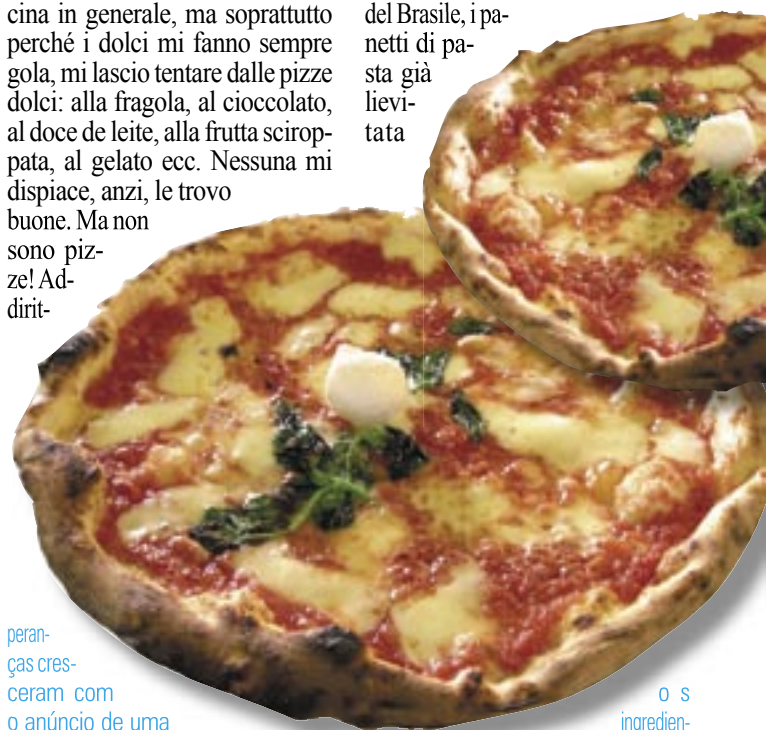 cina in generale, ma soprattutto
perché i dolci mi fanno sempre
gola, mi lascio tentare dalle pizze
dolci: alla fragola, al cioccolato,
al doce de leite, alla frutta scirop-
pata, al gelato ecc. Nessuna mi
dispiace, anzi, le trovo
buone. Ma non
sono piz-
ze! Ad-
dirit-
del Brasile, i pa-
netti di pa-
sta già
lievi-
tata
peran-
ças cres-
ceram com
o anúncio de uma
o s
ingredien-